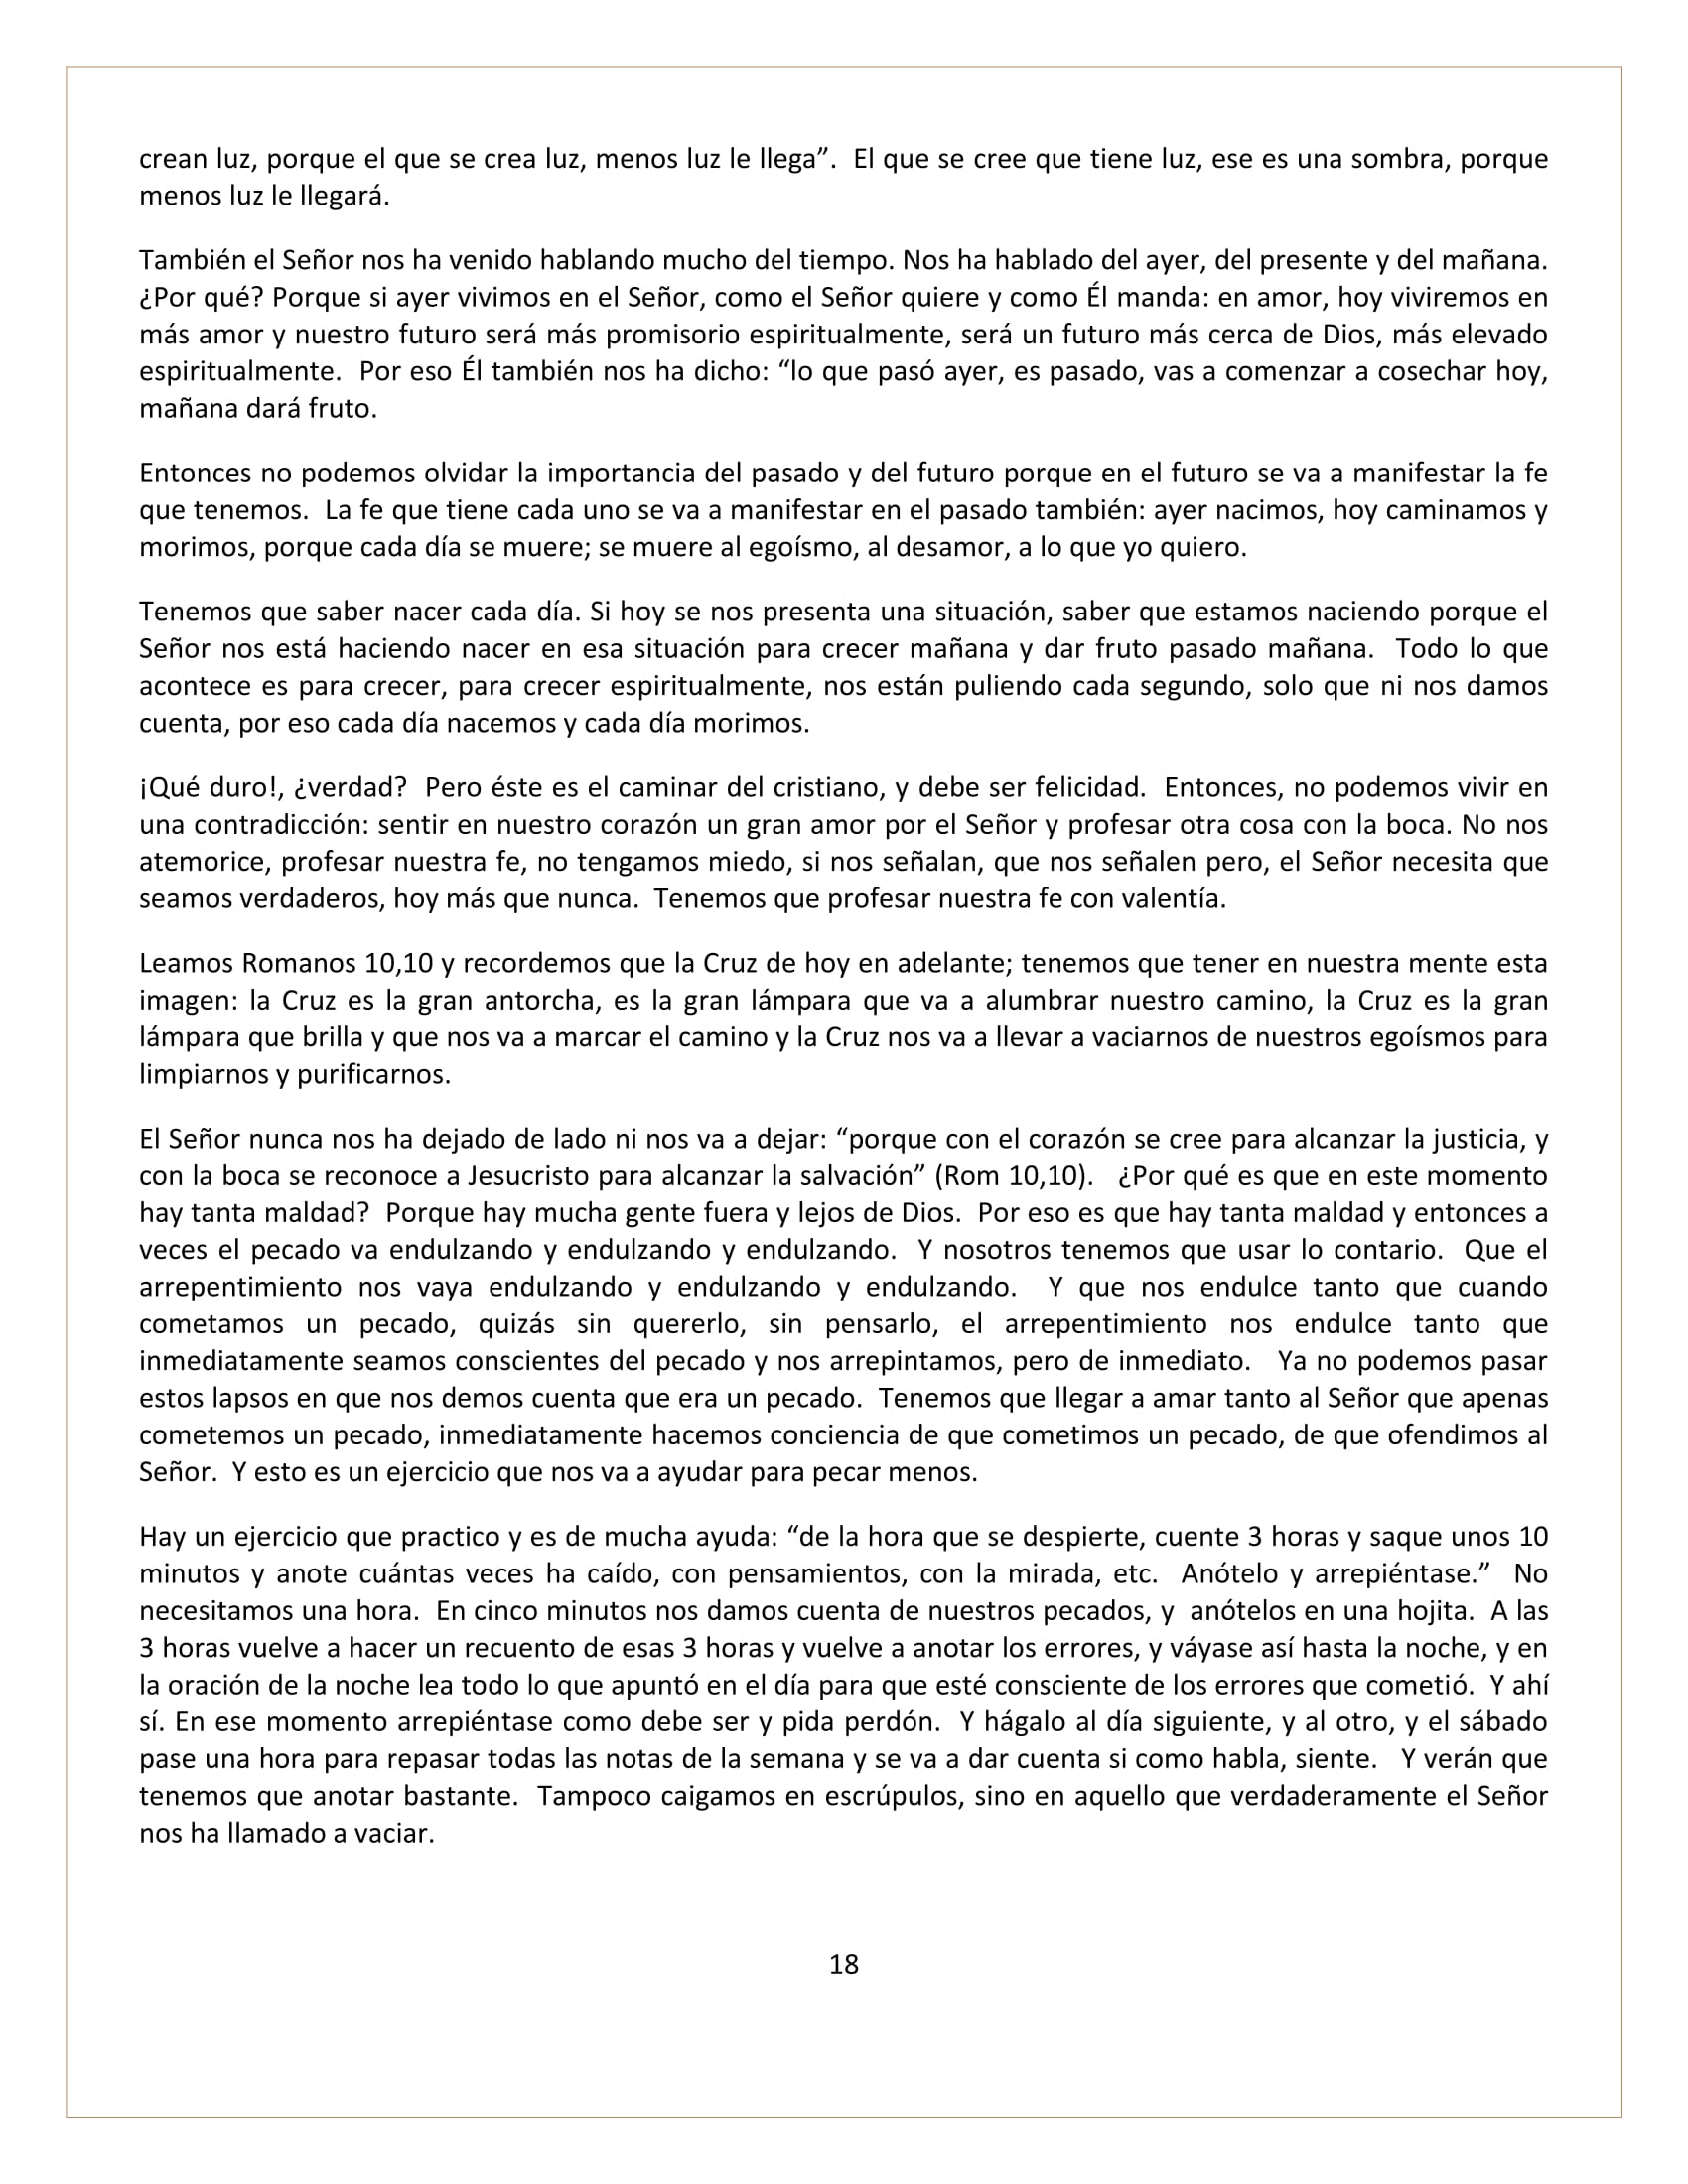 crean luz, porque el que se crea luz, menos luz le llega”.  El que se cree que tiene luz, ese es una sombra, porque
menos luz le llegará.
También el Señor nos ha venido hablando mucho del tiempo. Nos ha hablado del ayer, del presente y del mañana.
¿Por qué? Porque si ayer vivimos en el Señor, como el Señor quiere y como Él manda: en amor, hoy viviremos en
más amor y nuestro futuro será más promisorio espiritualmente, será un futuro más cerca de Dios, más elevado
espiritualmente.  Por eso Él también nos ha dicho: “lo que pasó ayer, es pasado, vas a comenzar a cosechar hoy,
mañana dará fruto.
Entonces no podemos olvidar la importancia del pasado y del futuro porque en el futuro se va a manifestar la fe
que tenemos.  La fe que tiene cada uno se va a manifestar en el pasado también: ayer nacimos, hoy caminamos y
morimos, porque cada día se muere; se muere al egoísmo, al desamor, a lo que yo quiero.
Tenemos que saber nacer cada día. Si hoy se nos presenta una situación, saber que estamos naciendo porque el
Señor nos está haciendo nacer en esa situación para crecer mañana y dar fruto pasado mañana.  Todo lo que
acontece es para crecer, para crecer espiritualmente, nos están puliendo cada segundo, solo que ni nos damos
cuenta, por eso cada día nacemos y cada día morimos.
¡Qué duro!, ¿verdad?  Pero éste es el caminar del cristiano, y debe ser felicidad.  Entonces, no podemos vivir en
una contradicción: sentir en nuestro corazón un gran amor por el Señor y profesar otra cosa con la boca. No nos
atemorice, profesar nuestra fe, no tengamos miedo, si nos señalan, que nos señalen pero, el Señor necesita que
seamos verdaderos, hoy más que nunca.  Tenemos que profesar nuestra fe con valentía.
Leamos Romanos 10,10 y recordemos que la Cruz de hoy en adelante; tenemos que tener en nuestra mente esta
imagen: la Cruz es la gran antorcha, es la gran lámpara que va a alumbrar nuestro camino, la Cruz es la gran
lámpara que brilla y que nos va a marcar el camino y la Cruz nos va a llevar a vaciarnos de nuestros egoísmos para
limpiarnos y purificarnos.
El Señor nunca nos ha dejado de lado ni nos va a dejar: “porque con el corazón se cree para alcanzar la justicia, y
con la boca se reconoce a Jesucristo para alcanzar la salvación” (Rom 10,10).   ¿Por qué es que en este momento
hay tanta maldad?  Porque hay mucha gente fuera y lejos de Dios.  Por eso es que hay tanta maldad y entonces a
veces el pecado va endulzando y endulzando y endulzando.  Y nosotros tenemos que usar lo contario.  Que el
arrepentimiento nos vaya endulzando y endulzando y endulzando.  Y que nos endulce tanto que cuando
cometamos un pecado, quizás sin quererlo, sin pensarlo, el arrepentimiento nos endulce tanto que
inmediatamente seamos conscientes del pecado y nos arrepintamos, pero de inmediato.   Ya no podemos pasar
estos lapsos en que nos demos cuenta que era un pecado.  Tenemos que llegar a amar tanto al Señor que apenas
cometemos un pecado, inmediatamente hacemos conciencia de que cometimos un pecado, de que ofendimos al
Señor.  Y esto es un ejercicio que nos va a ayudar para pecar menos.
Hay un ejercicio que practico y es de mucha ayuda: “de la hora que se despierte, cuente 3 horas y saque unos 10
minutos y anote cuántas veces ha caído, con pensamientos, con la mirada, etc.  Anótelo y arrepiéntase.”  No
necesitamos una hora.  En cinco minutos nos damos cuenta de nuestros pecados, y  anótelos en una hojita.  A las
3 horas vuelve a hacer un recuento de esas 3 horas y vuelve a anotar los errores, y váyase así hasta la noche, y en
la oración de la noche lea todo lo que apuntó en el día para que esté consciente de los errores que cometió.  Y ahí
sí. En ese momento arrepiéntase como debe ser y pida perdón.  Y hágalo al día siguiente, y al otro, y el sábado
pase una hora para repasar todas las notas de la semana y se va a dar cuenta si como habla, siente.   Y verán que
tenemos que anotar bastante.  Tampoco caigamos en escrúpulos, sino en aquello que verdaderamente el Señor
nos ha llamado a vaciar.
18